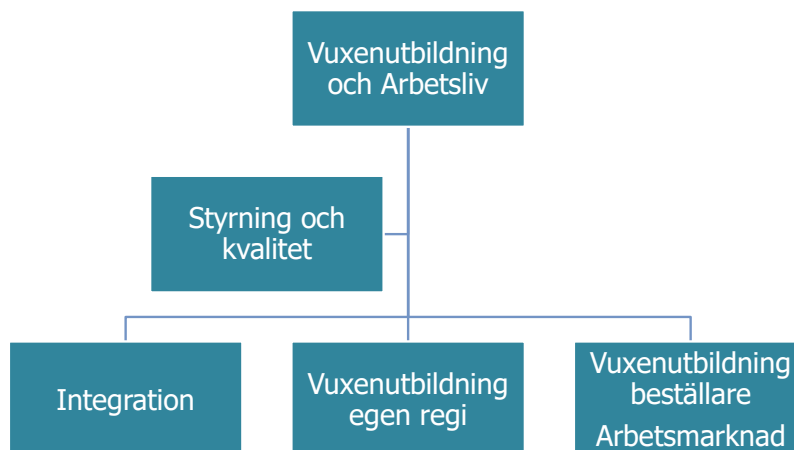 Vuxenutbildning
och Arbetsliv
Styrning och
kvalitet
Integration
Vuxenutbildning
egen regi
Vuxenutbildning
beställare
Arbetsmarknad